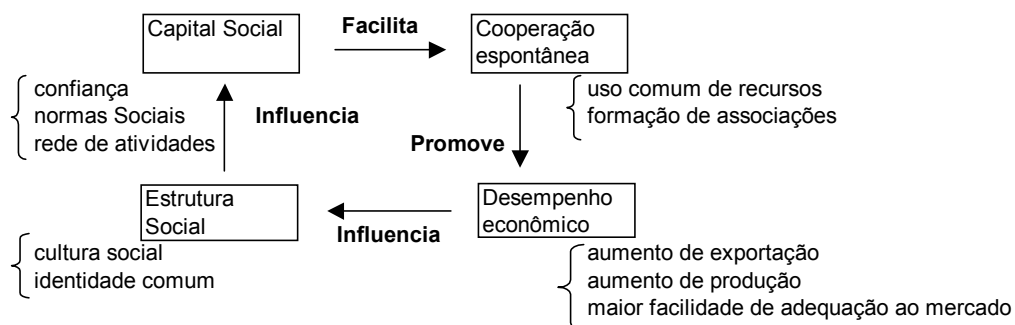 Capital Social
Facilita
Cooperação
espontânea
confiança
normas Sociais
rede de atividades
Influencia
uso comum de recursos
formação de associações
Promove
Estrutura
Social
Influencia
Desempenho
econômico
cultura social
identidade comum
aumento de exportação
aumento de produção
maior facilidade de adequação ao mercado